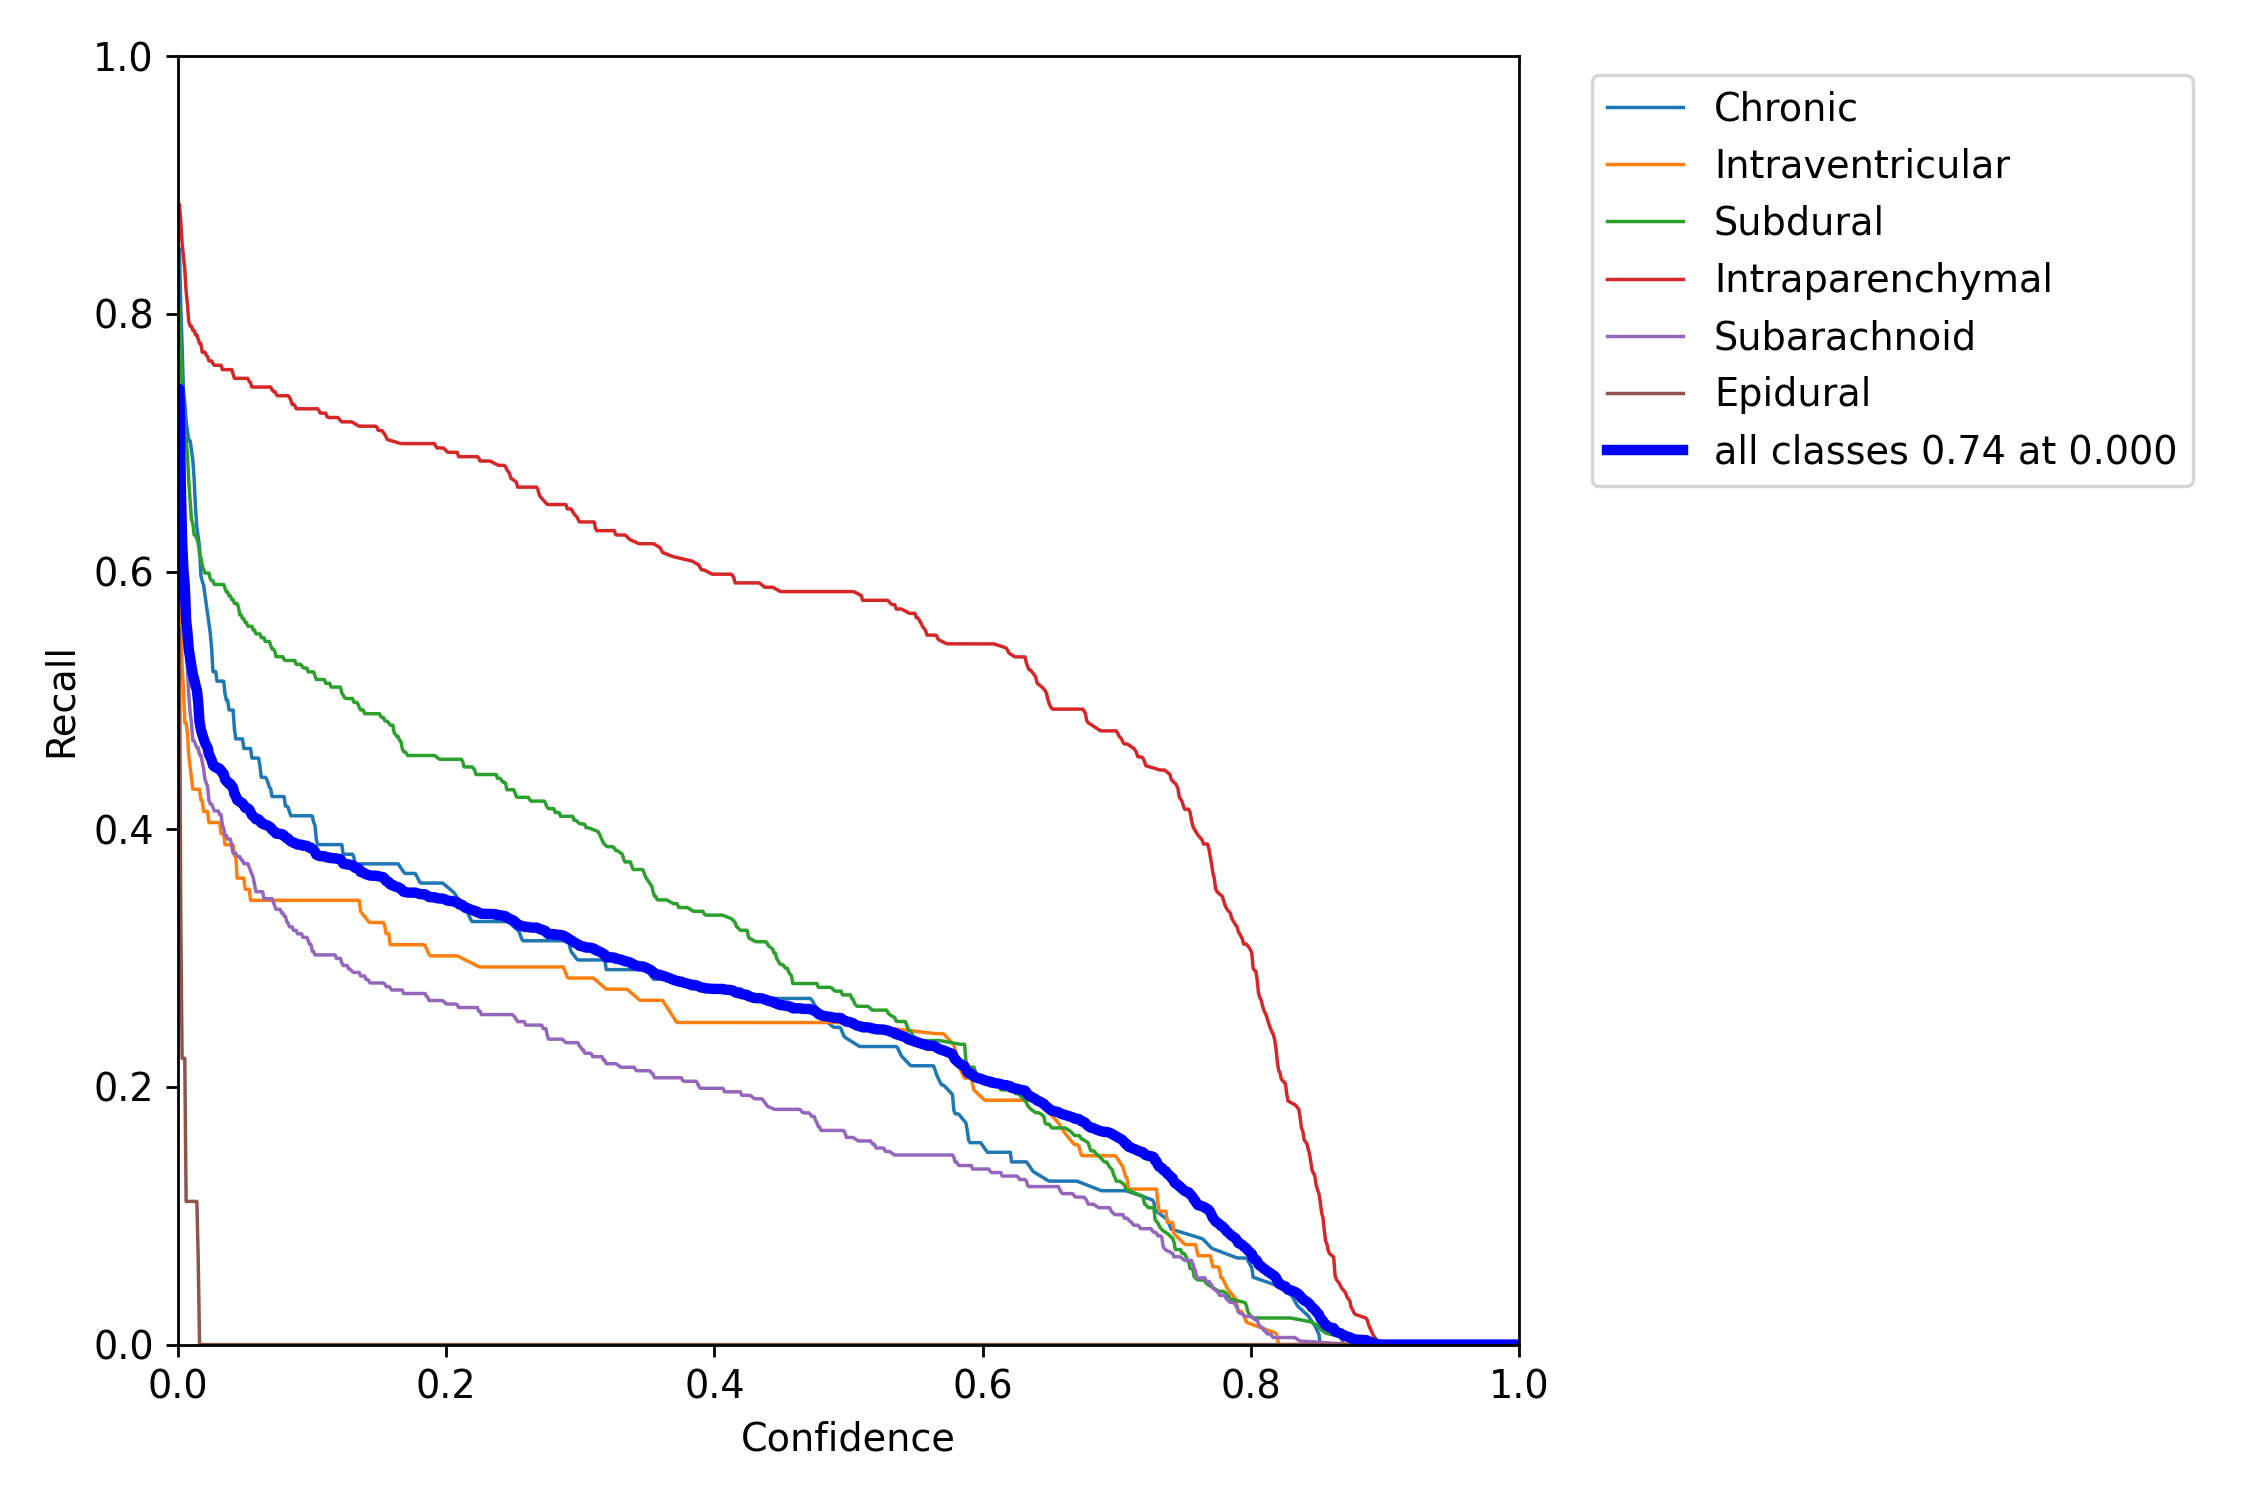 1.0
0.8
0.6
0.4
0.2
0.0
Recall
0.0 0.2 0.4 0.6 0.8 1.0
Confidence
Chronic
Intraventricular
Subdural
Intraparenchymal
Subarachnoid
Epidural
all classes 0.74 at 0.000